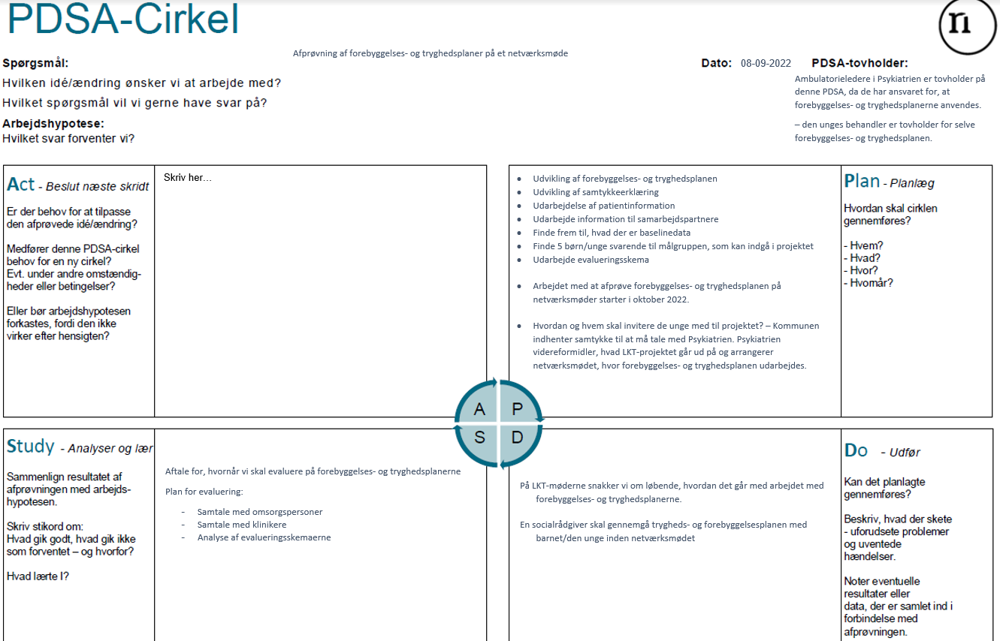 PDSA-Cirkel
n
Afprøvning af forebyggelses- og tryghedsplaner på et netværksmøde
Spørgsmål:
Hvilken idé/ændring ønsker vi at arbejde med?
Hvilket spørgsmål vil vi gerne have svar på?
Arbejdshypotese:
Hvilket svar forventer vi?
Dato: 08-09-2022
PDSA-tovholder:
Ambulatorieledere i Psykiatrien er tovholder på
denne PDSA, da de har ansvaret for, at
forebyggelses- og tryghedsplanerne anvendes.
– den unges behandler er tovholder for selve
forebyggelses- og tryghedsplanen.
Act - Beslut næste skridt
Er der behov for at tilpasse
den afprøvede idé/ændring?
Medfører denne PDSA-cirkel
behov for en ny cirkel?
Evt. under andre omstændig-
heder eller betingelser?
Eller bør arbejdshypotesen
forkastes, fordi den ikke
virker efter hensigten?
Skriv her…
• Udvikling af forebyggelses- og tryghedsplanen
• Udvikling af samtykkeerklæring
• Udarbejdelse af patientinformation
• Udarbejde information til samarbejdspartnere
• Finde frem til, hvad der er baselinedata
• Finde 5 børn/unge svarende til målgruppen, som kan indgå i projektet
• Udarbejde evalueringsskema
• Arbejdet med at afprøve forebyggelses- og tryghedsplanen på
netværksmøder starter i oktober 2022.
• Hvordan og hvem skal invitere de unge med til projektet? – Kommunen
indhenter samtykke til at må tale med Psykiatrien. Psykiatrien
videreformidler, hvad LKT-projektet går ud på og arrangerer
netværksmødet, hvor forebyggelses- og tryghedsplanen udarbejdes.
Plan - Planlæg
Hvordan skal cirklen
gennemføres?
- Hvem?
- Hvad?
- Hvor?
- Hvornår?
A P
S D
Study - Analyser og lær
Sammenlign resultatet af
afprøvningen med arbejds-
hypotesen.
Skriv stikord om:
Hvad gik godt, hvad gik ikke
som forventet – og hvorfor?
Hvad lærte I?
Aftale for, hvornår vi skal evaluere på forebyggelses- og tryghedsplanerne
Plan for evaluering:
- Samtale med omsorgspersoner
- Samtale med klinikere
- Analyse af evalueringsskemaerne
På LKT-møderne snakker vi om løbende, hvordan det går med arbejdet med
forebyggelses- og tryghedsplanerne.
En socialrådgiver skal gennemgå trygheds- og forebyggelsesplanen med
barnet/den unge inden netværksmødet
Do - Udfør
Kan det planlagte
gennemføres?
Beskriv, hvad der skete
- uforudsete problemer
og uventede
hændelser.
Noter eventuelle
resultater eller
data, der er samlet ind i
forbindelse med
afprøvningen.